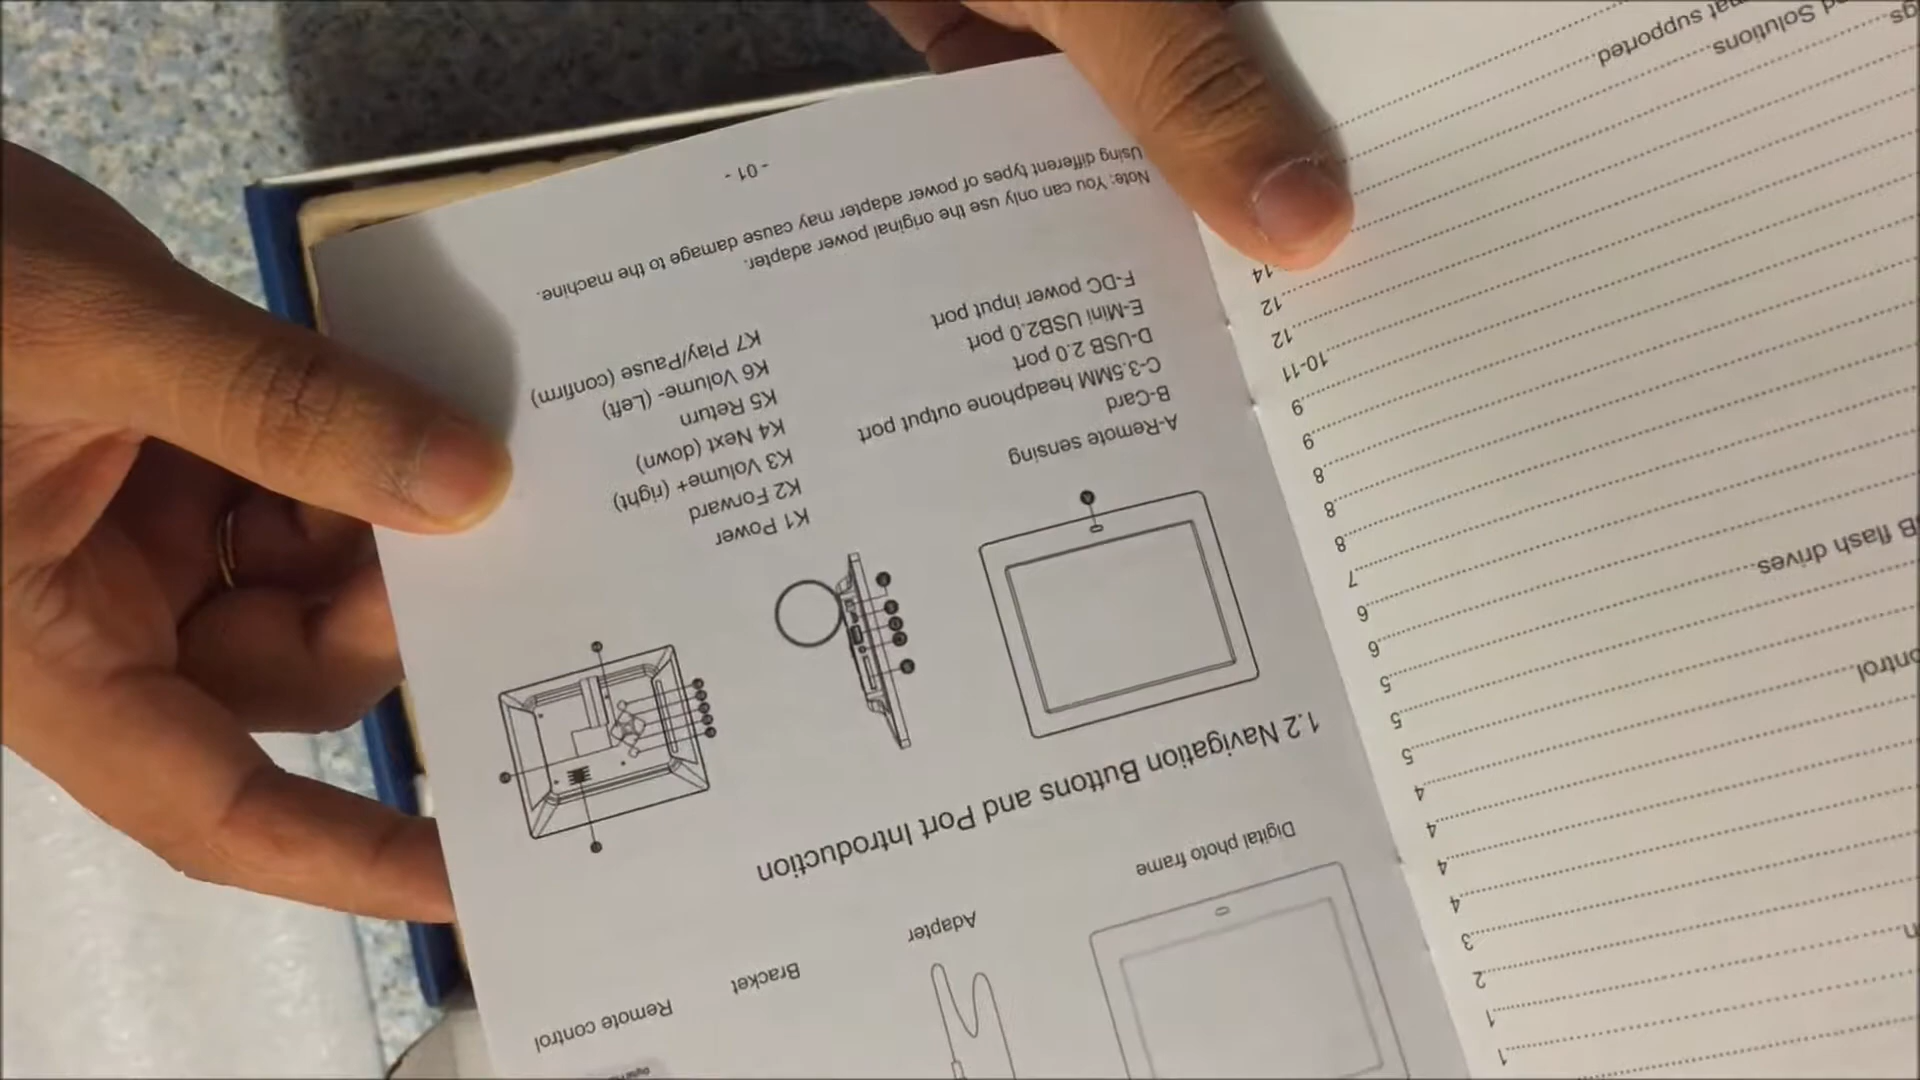 Digital photo frame
Adapter
Bracket
Remote control
1.2 Navigation Buttons and Port Introduction
A-Remote sensing
B-Card
C-3.5MM headphone output port
D-USB 2.0 port
E-Mini USB2.0 port
F-DC power input port
K1 Power
K2 Forward
K3 Volume+ (right)
K4 Next (down)
K5 Return
K6 Volume- (Left)
K7 Play/Pause (confirm)
Note: You can only use the original power adapter.
Using different types of power adapter may cause damage to the machine.
- 01 -
1
1
2
3
4
4
4
4
5
5
ontrol 5
6
6
7
B flash drives 8
8
8
9
9
10-11
12
12
14
Solutions
supported